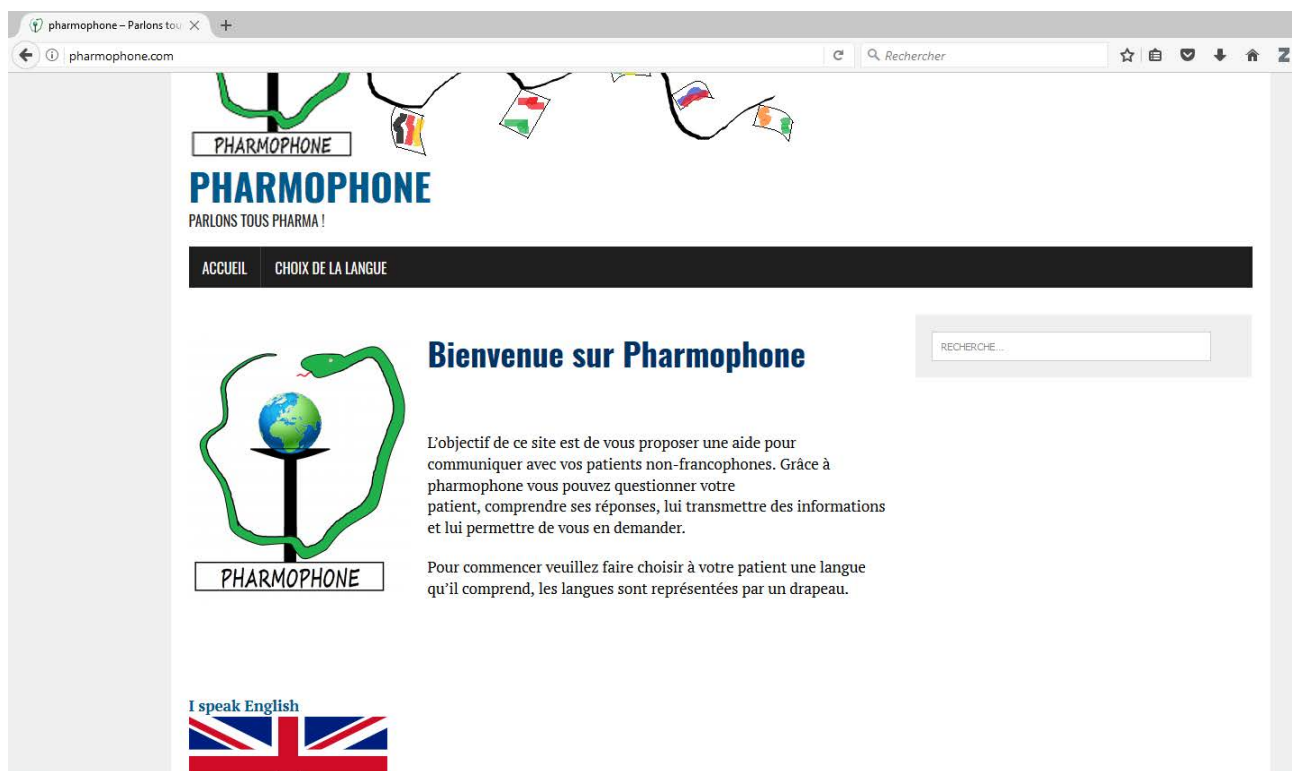 pharmophone – Parlons tou
pharmophone.com
Rechercher
PHARMOPHONE
PHARMOPHONE
PARLONS TOUS PHARMA !
ACCUEIL CHOIX DE LA LANGUE
Bienvenue sur Pharmophone
RECHERCHE...
L'objectif de ce site est de vous proposer une aide pour
communiquer avec vos patients non-francophones. Grâce à
pharmophone vous pouvez questionner votre
patient, comprendre ses réponses, lui transmettre des informations
et lui permettre de vous en demander.
Pour commencer veuillez faire choisir à votre patient une langue
qu'il comprend, les langues sont représentées par un drapeau.
PHARMOPHONE
I speak English